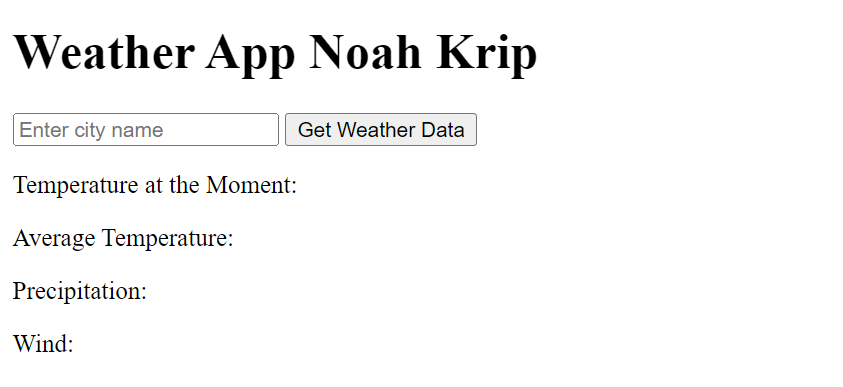 Weather App Noah Krip
Enter city name Get Weather Data
Temperature at the Moment:
Average Temperature:
Precipitation:
Wind: